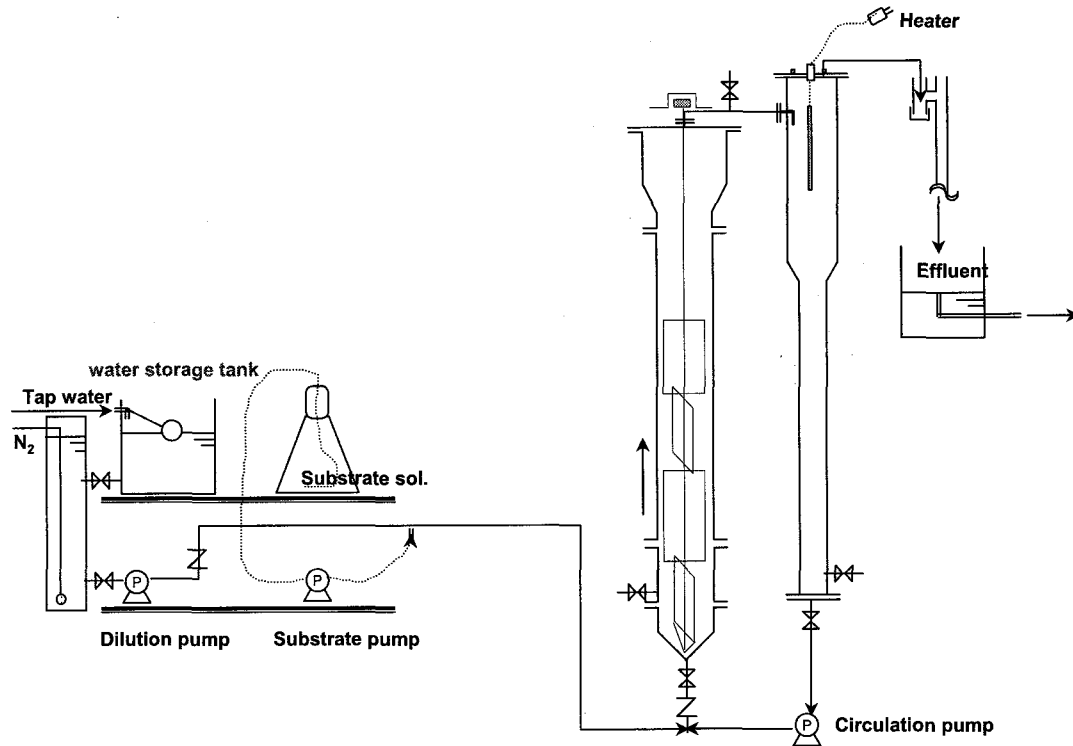 Heater
Effluent
water storage tank
Tap water
N2
Substrate sol.
P
P
Dilution pump
Substrate pump
P
Circulation pump